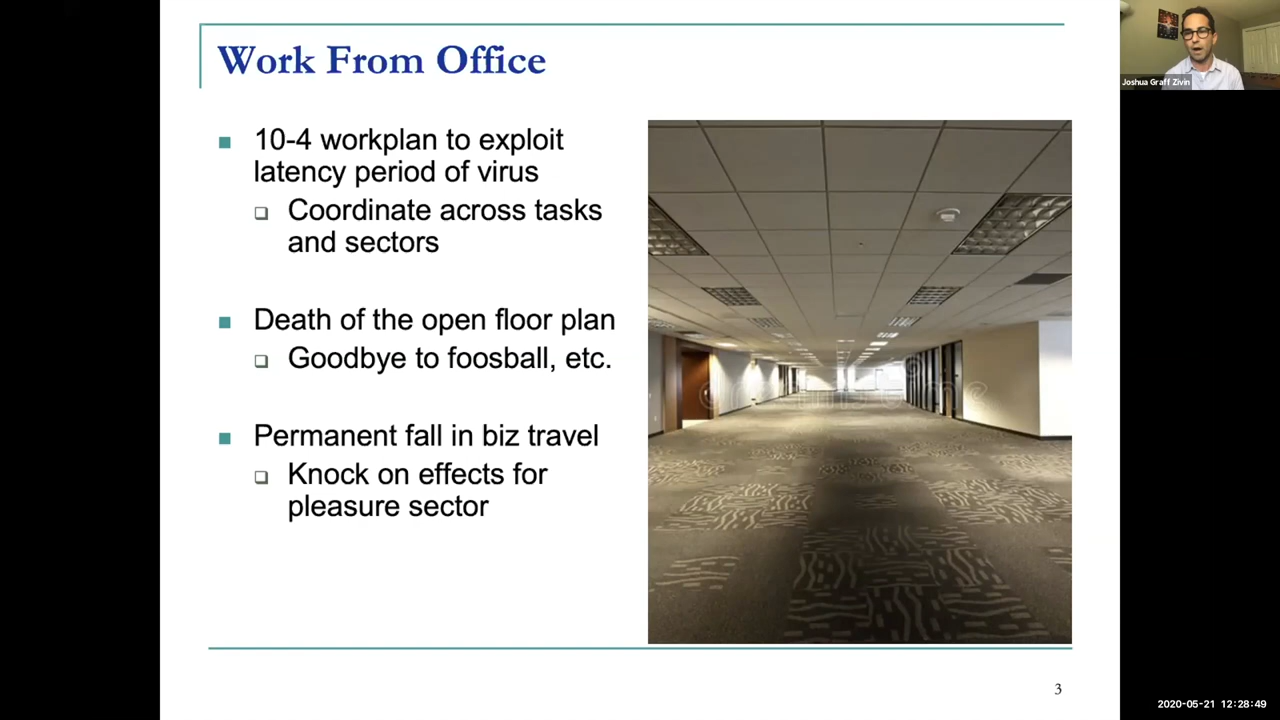 Work From Office
Joshua Graff Zivin
10-4 workplan to exploit
latency period of virus
Coordinate across tasks
and sectors
Death of the open floor plan
Goodbye to foosball, etc.
Permanent fall in biz travel
Knock on effects for
pleasure sector
3
2020-05-21 12:28:49